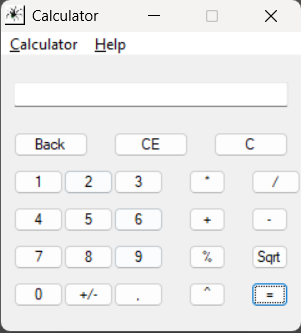 Calculator
Calculator Help
Back CE C
1 2 3 * /
4 5 6 + -
7 8 9 % Sqrt
0 +/- . ^ =